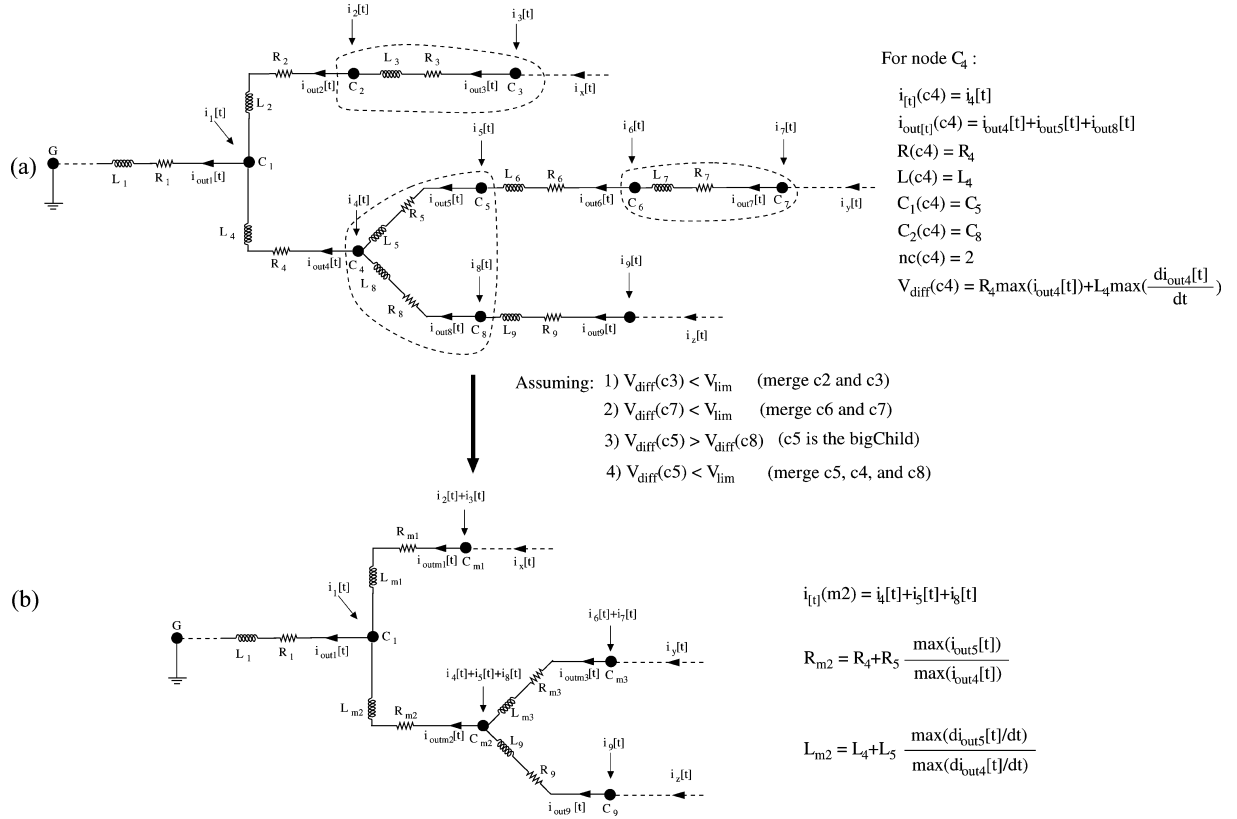 (a)
G
L1
R1
iout1[t]
i1[t]
C1
L2
R2
iout2[t]
i2[t]
C2
L3
R3
iout3[t]
i3[t]
C3
ix[t]
L4
R4
iout4[t]
i4[t]
C4
L5
R5
iout5[t]
i5[t]
C5
L6
R6
iout6[t]
i6[t]
C6
L7
R7
iout7[t]
i7[t]
C7
iy[t]
L8
R8
iout8[t]
i8[t]
C8
L9
R9
iout9[t]
i9[t]
iz[t]
For node C4 :
i[t](c4) = i4[t]
iout[t](c4) = iout4[t]+iout5[t]+iout8[t]
R(c4) = R4
L(c4) = L4
C1(c4) = C5
C2(c4) = C8
nc(c4) = 2
Vdiff(c4) = R4max(iout4[t])+L4max(diout4[t]/dt)
Assuming: 1) Vdiff(c3) < Vlim (merge c2 and c3)
2) Vdiff(c7) < Vlim (merge c6 and c7)
3) Vdiff(c5) > Vdiff(c8) (c5 is the bigChild)
4) Vdiff(c5) < Vlim (merge c5, c4, and c8)
(b)
G
L1
R1
iout1[t]
i1[t]
C1
Lm1
Rm1
ioutm1[t]
i2[t]+i3[t]
Cm1
ix[t]
Lm2
Rm2
ioutm2[t]
i4[t]+i5[t]+i8[t]
Cm2
Lm3
Rm3
ioutm3[t]
i6[t]+i7[t]
Cm3
iy[t]
L9
R9
iout9[t]
i9[t]
C9
iz[t]
i[t](m2) = i4[t]+i5[t]+i8[t]
Rm2 = R4+R5 max(iout5[t]) / max(iout4[t])
Lm2 = L4+L5 max(diout5[t]/dt) / max(diout4[t]/dt)